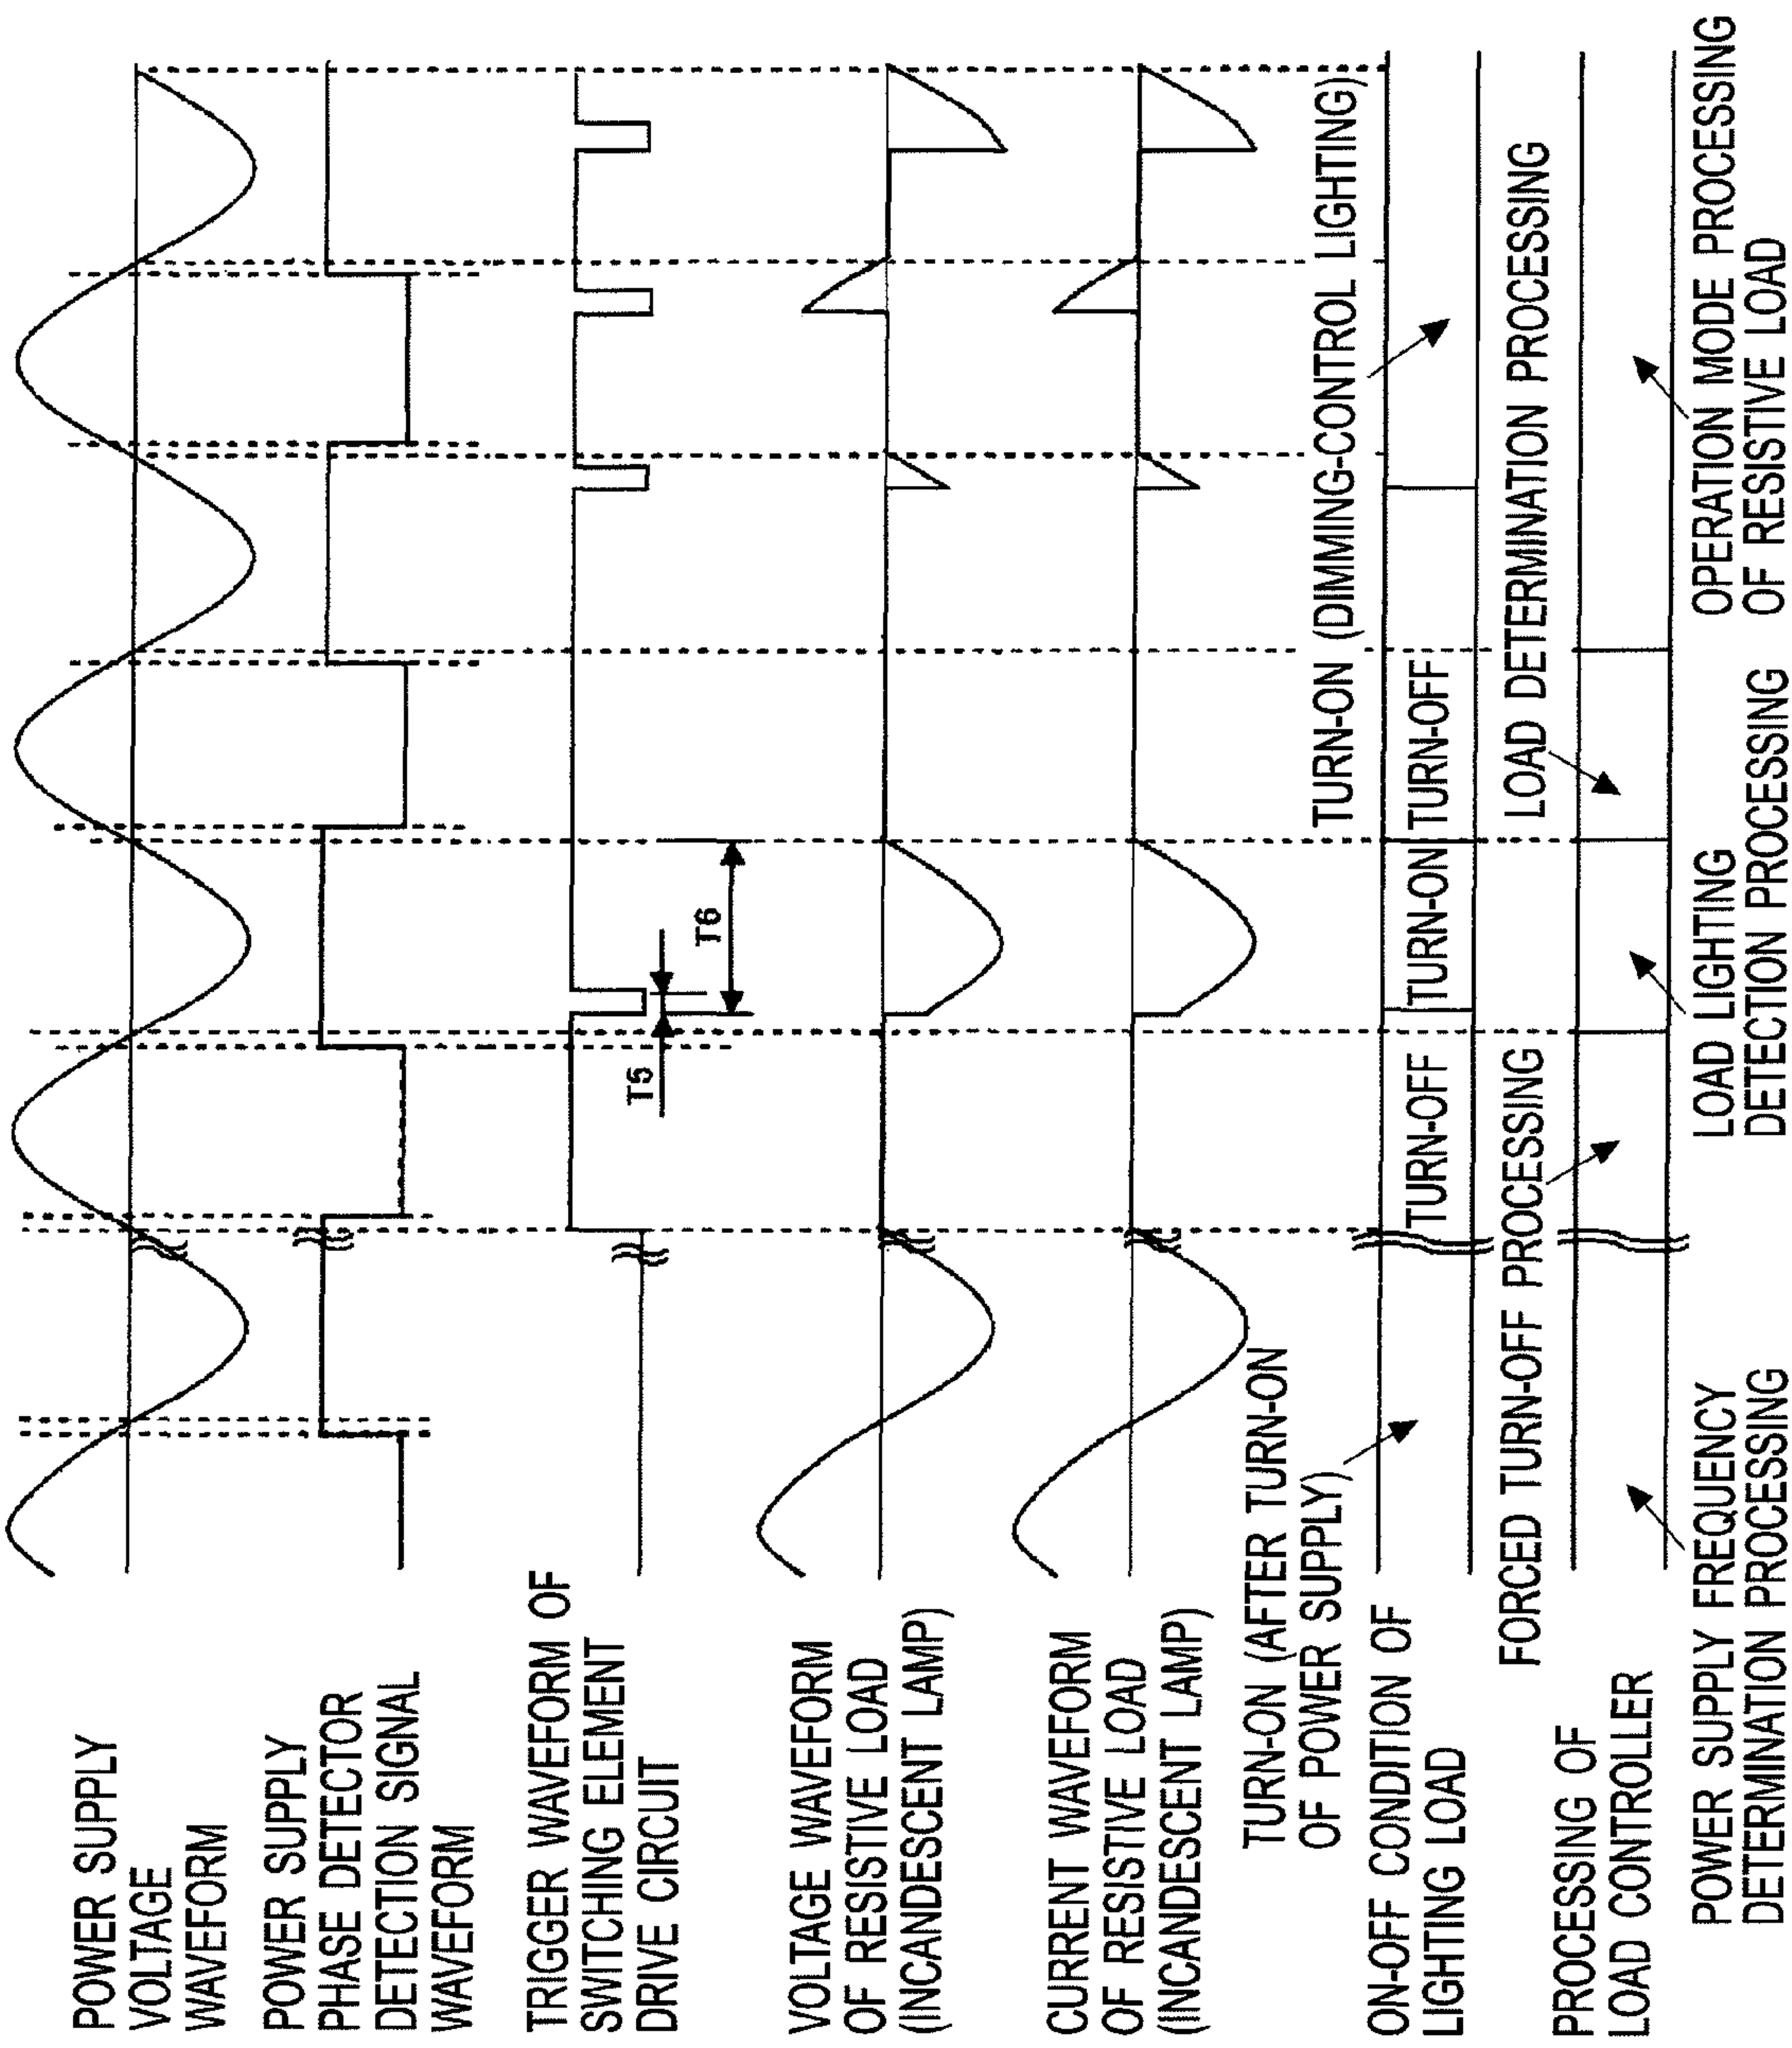 POWER SUPPLY
VOLTAGE
WAVEFORM
POWER SUPPLY
PHASE DETECTOR
DETECTION SIGNAL
WAVEFORM
TRIGGER WAVEFORM OF
SWITCHING ELEMENT
DRIVE CIRCUIT
T5
T6
VOLTAGE WAVEFORM
OF RESISTIVE LOAD
(INCANDESCENT LAMP)
CURRENT WAVEFORM
OF RESISTIVE LOAD
(INCANDESCENT LAMP)
TURN-ON (AFTER TURN-ON
OF POWER SUPPLY)
TURN-ON (DIMMING-CONTROL LIGHTING)
ON-OFF CONDITION OF
LIGHTING LOAD
TURN-OFF
TURN-ON
TURN-OFF
FORCED TURN-OFF PROCESSING
LOAD DETERMINATION PROCESSING
PROCESSING OF
LOAD CONTROLLER
POWER SUPPLY FREQUENCY
DETERMINATION PROCESSING
LOAD LIGHTING
DETECTION PROCESSING
OPERATION MODE PROCESSING
OF RESISTIVE LOAD